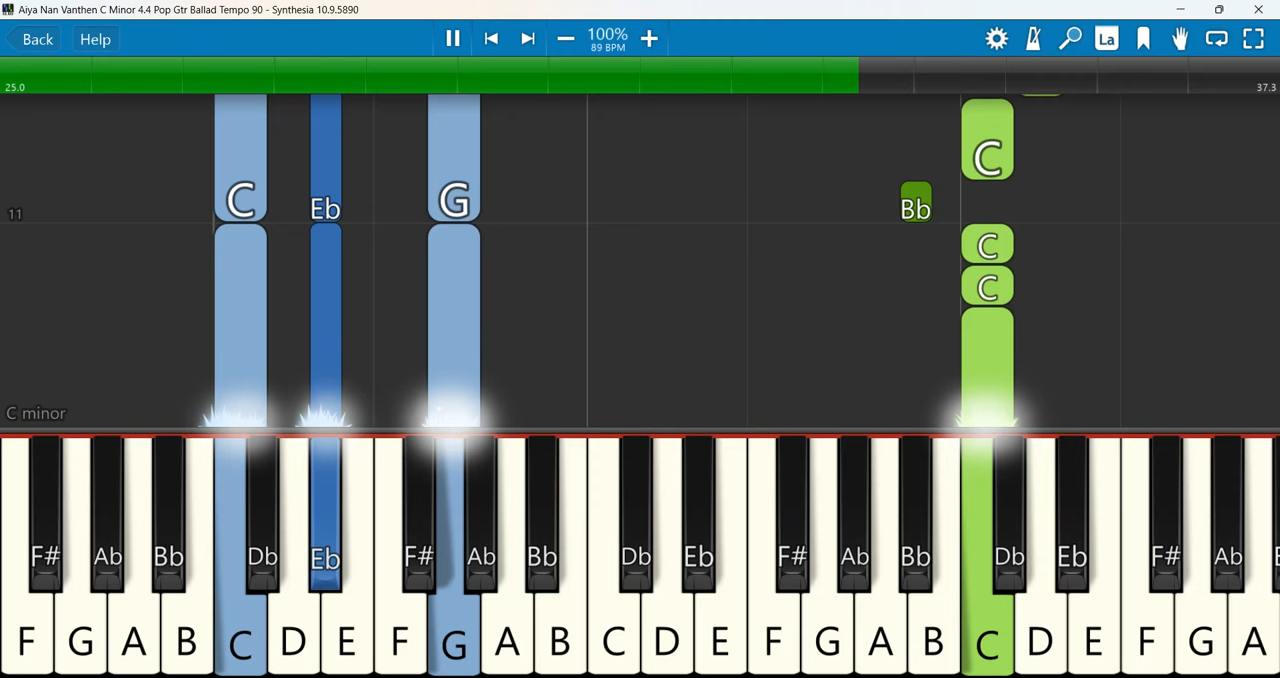 Aiya Nan Vanthen C Minor 4.4 Pop Gtr Ballad Tempo 90 - Synthesia 10.9.5890
Back Help 100% La
89 BPM
25.0 37.3
C
C Eb G
11 Bb
C
C
C minor
F# Ab Bb Db Eb F# Ab Bb Db Eb F# Ab Bb Db Eb F# Ab E
F G A B C D E F G A B C D E F G A B C D E F G A